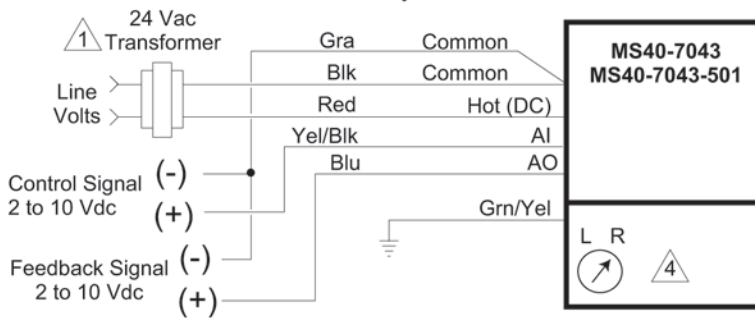 24 Vac
1 Transformer
Gra Common
Blk Common
Line
Volts
Red Hot (DC)
Yel/Blk AI
Blu AO
Control Signal (-)
2 to 10 Vdc (+)
Grn/Yel
Feedback Signal (-)
2 to 10 Vdc (+)
MS40-7043
MS40-7043-501
L R
4